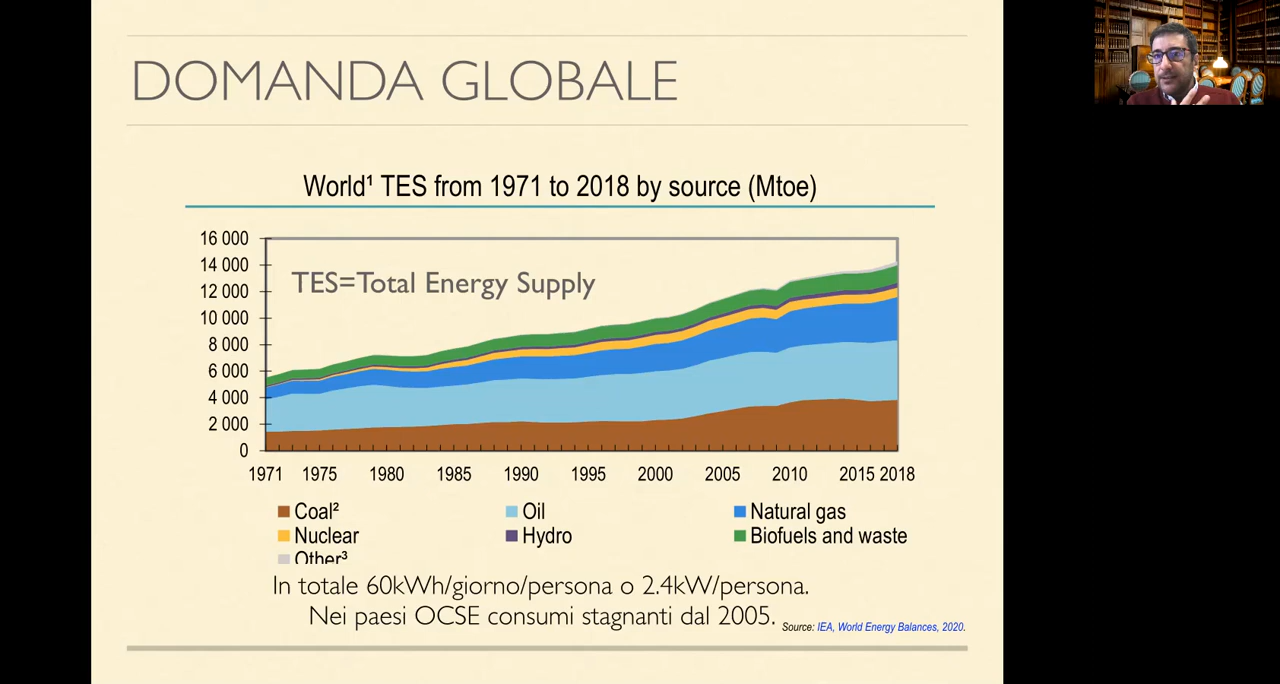 DOMANDA GLOBALE
World¹ TES from 1971 to 2018 by source (Mtoe)
16 000
14 000
12 000
10 000
8 000
6 000
4 000
2 000
0
TES=Total Energy Supply
1971 1975 1980 1985 1990 1995 2000 2005 2010 2015 2018
Coal² Oil Natural gas
Nuclear Hydro Biofuels and waste
Other³
In totale 60kWh/giorno/persona o 2.4kW/persona.
Nei paesi OCSE consumi stagnanti dal 2005.
Source: IEA, World Energy Balances, 2020.